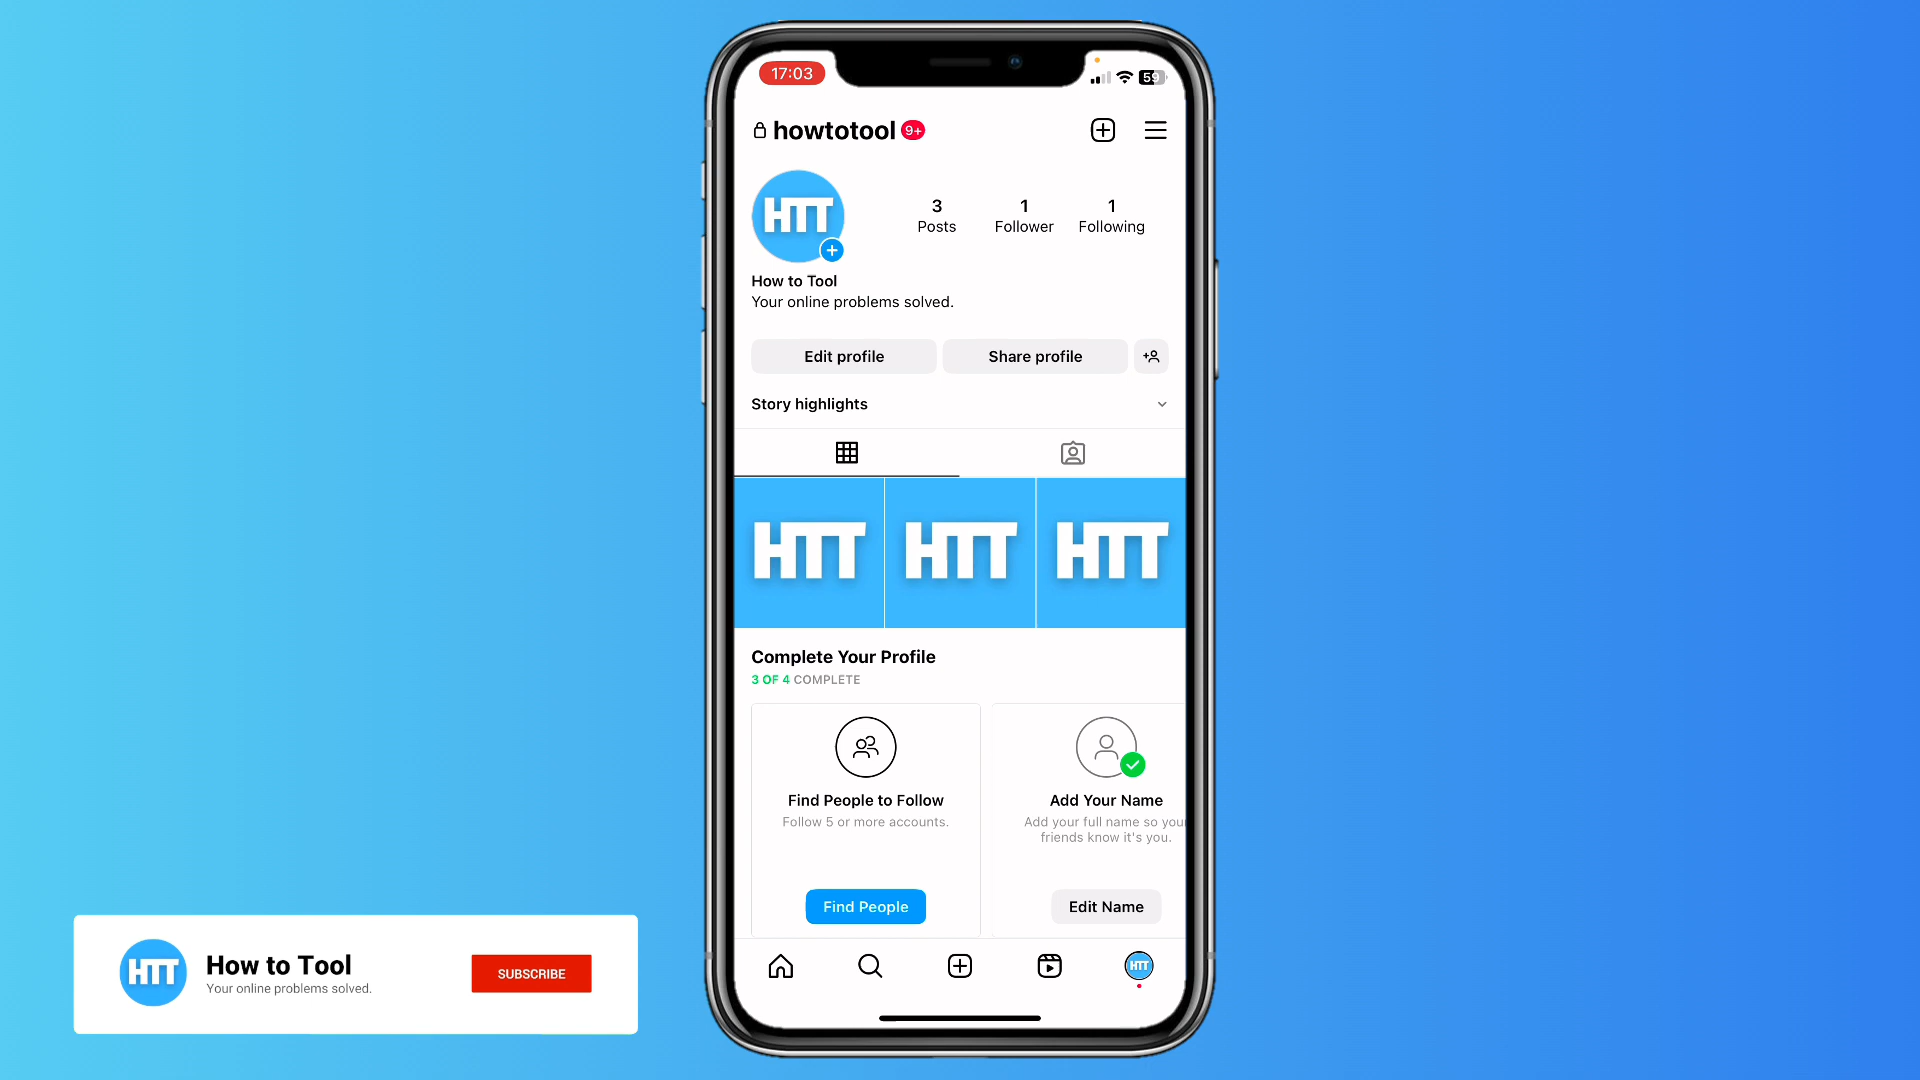 17:03
59
howtotool 9+
HTT
3 1 1
Posts Follower Following
How to Tool
Your online problems solved.
Edit profile Share profile
Story highlights
HTT HTT HTT
Complete Your Profile
3 OF 4 COMPLETE
Find People to Follow
Follow 5 or more accounts.
Find People
Add Your Name
Add your full name so your
friends know it's you.
Edit Name
HTT
HTT
How to Tool
Your online problems solved.
SUBSCRIBE